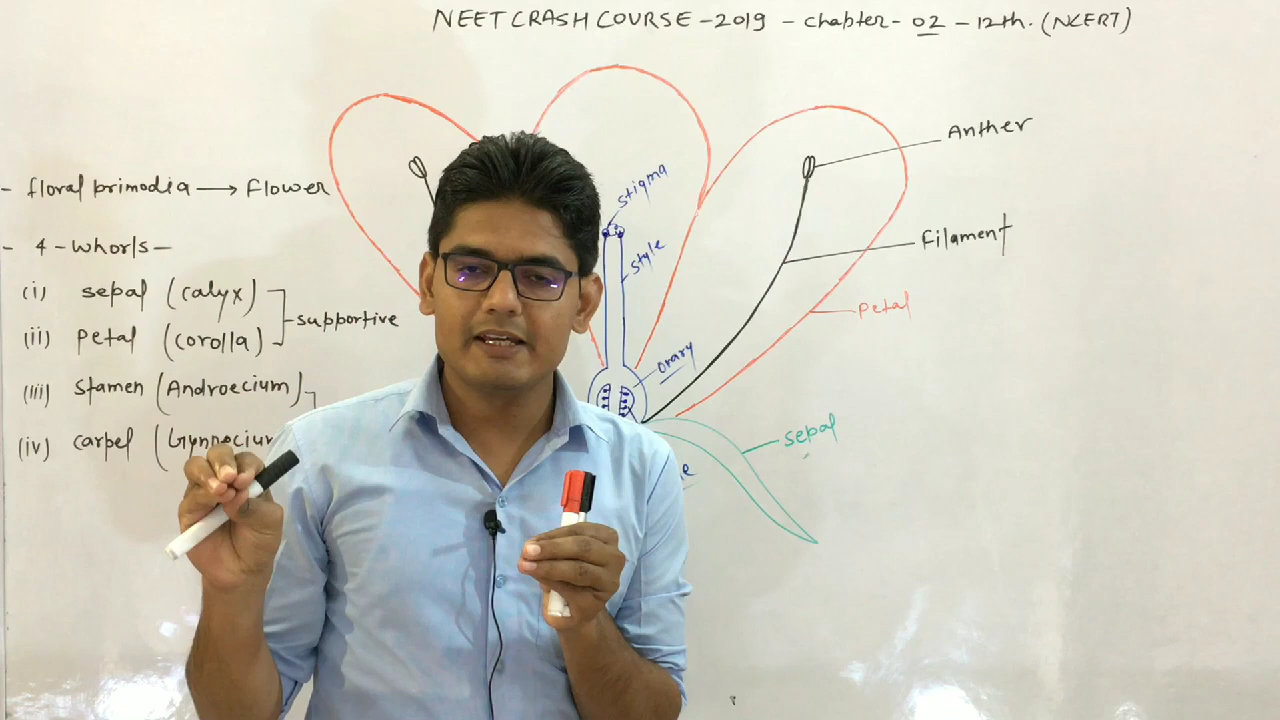 NEET CRASH COURSE - 2019 - chapter - 02 - 12th. (NCERT)
Anther
stigma
- floral primodia → Flower
Filament
- 4 - whorls -
style
(i) sepal (calyx)
supportive
petal
(ii) Petal (corolla)
ovary
(iii) stamen (Androecium)
sepal
(iv) carpel